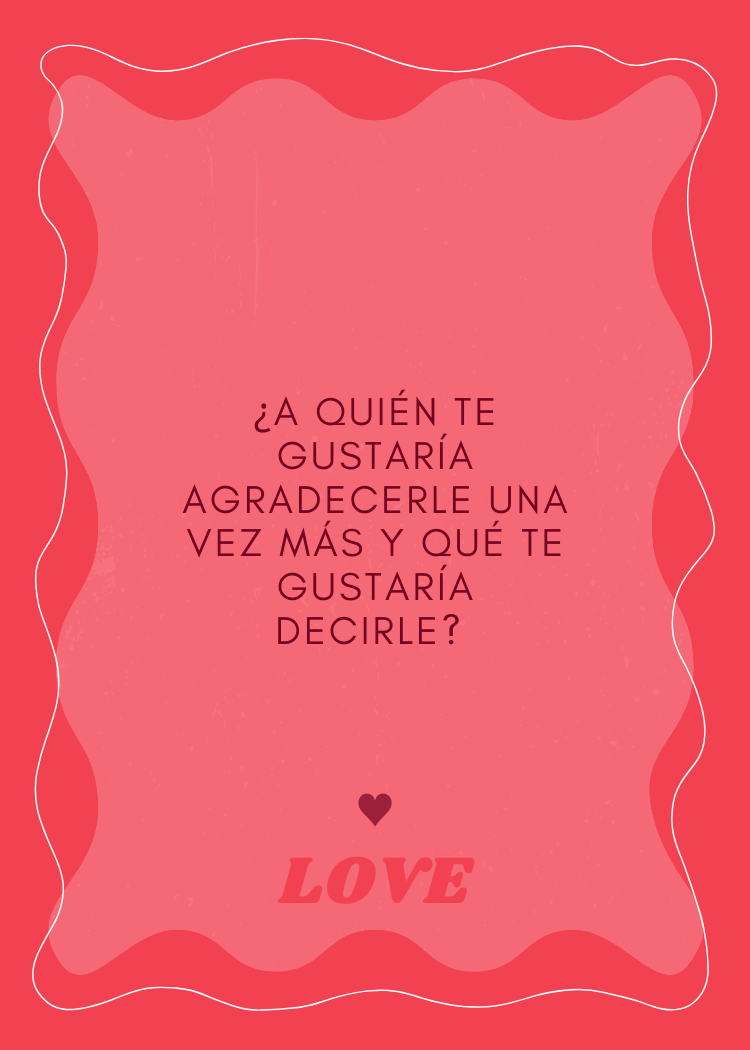 ¿A QUIÉN TE
GUSTARÍA
AGRADECERLE UNA
VEZ MÁS Y QUÉ TE
GUSTARÍA
DECIRLE?
LOVE